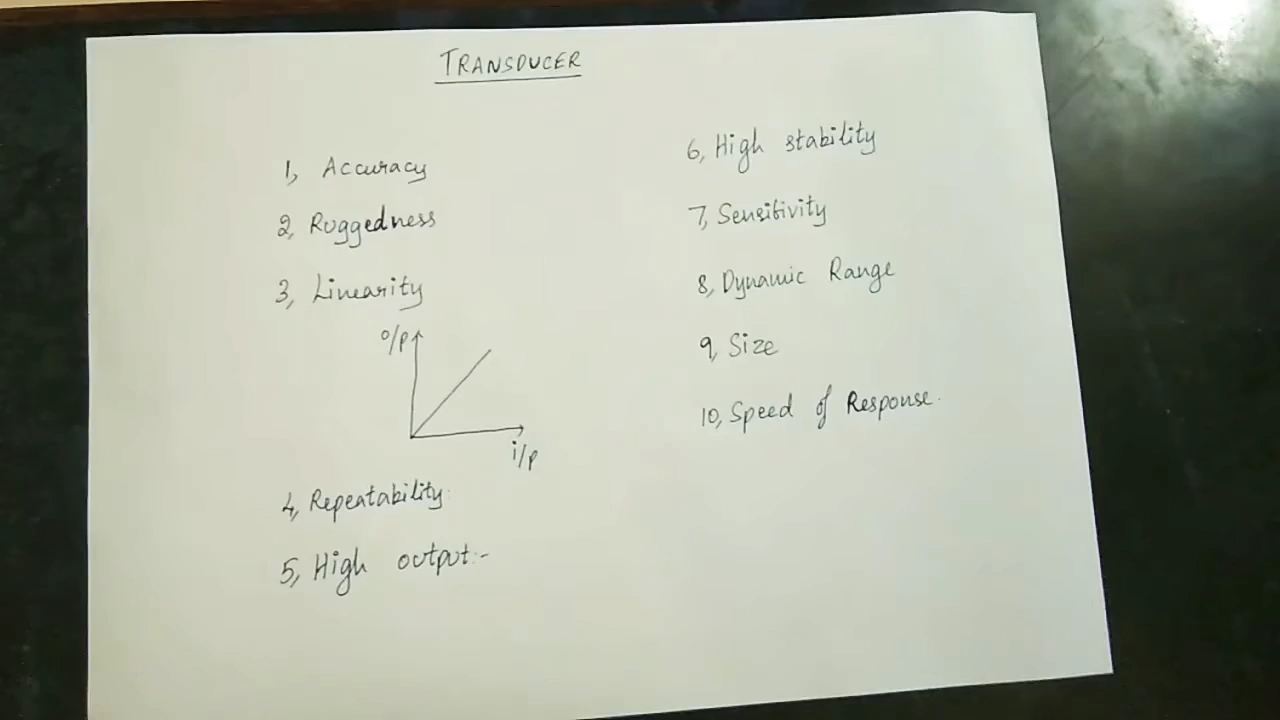 TRANSDUCER
1, Accuracy
2, Ruggedness
3, Linearity
o/p
i/p
4, Repeatability.
5, High output:-
6, High stability
7, Sensitivity
8, Dynamic Range
9, Size
10, Speed of Response.